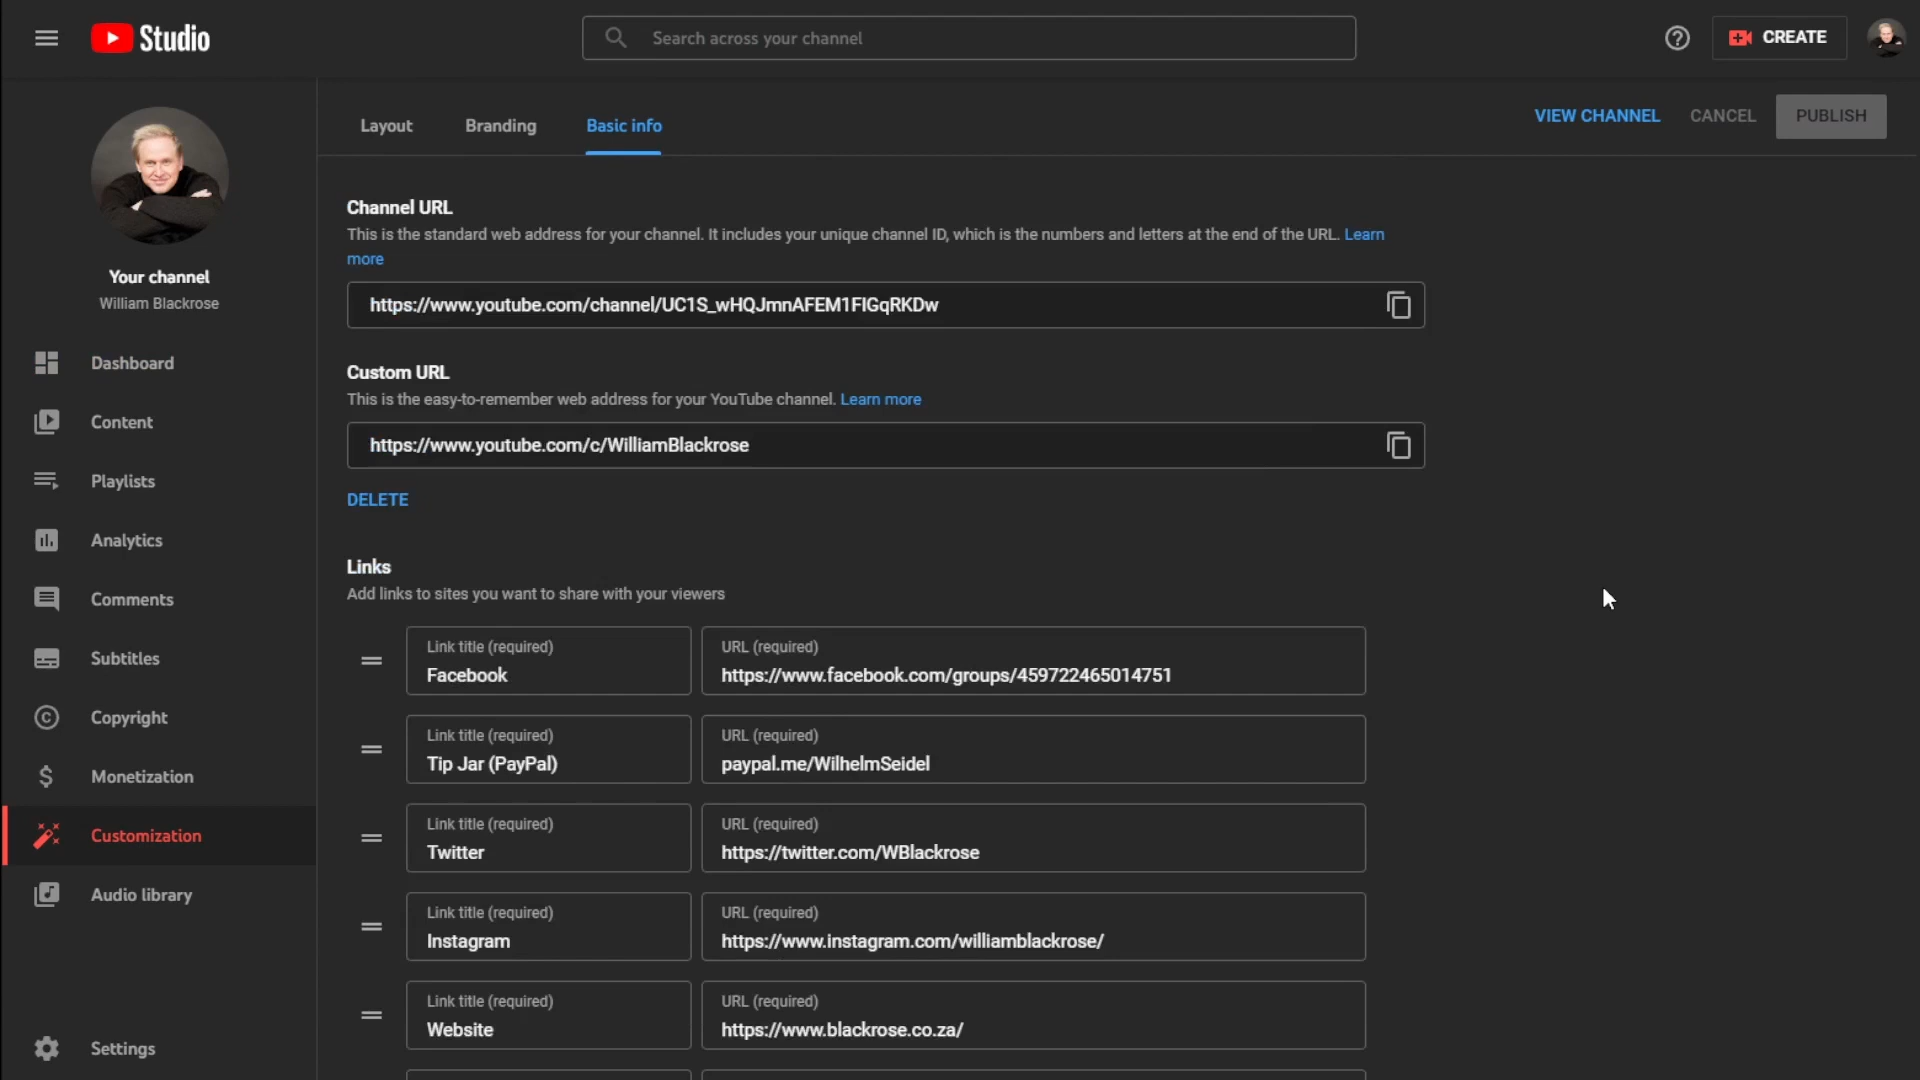 Studio
Search across your channel
CREATE
Layout
Branding
Basic info
VIEW CHANNEL
CANCEL
PUBLISH
Your channel
William Blackrose
Dashboard
Content
Playlists
Analytics
Comments
Subtitles
Copyright
Monetization
Customization
Audio library
Settings
Channel URL
This is the standard web address for your channel. It includes your unique channel ID, which is the numbers and letters at the end of the URL. Learn
more
https://www.youtube.com/channel/UC1S_wHQJmnAFEM1FIGqRKDw
Custom URL
This is the easy-to-remember web address for your YouTube channel. Learn more
https://www.youtube.com/c/WilliamBlackrose
DELETE
Links
Add links to sites you want to share with your viewers
Link title (required)
Facebook
URL (required)
https://www.facebook.com/groups/459722465014751
Link title (required)
Tip Jar (PayPal)
URL (required)
paypal.me/WilhelmSeidel
Link title (required)
Twitter
URL (required)
https://twitter.com/WBlackrose
Link title (required)
Instagram
URL (required)
https://www.instagram.com/williamblackrose/
Link title (required)
Website
URL (required)
https://www.blackrose.co.za/